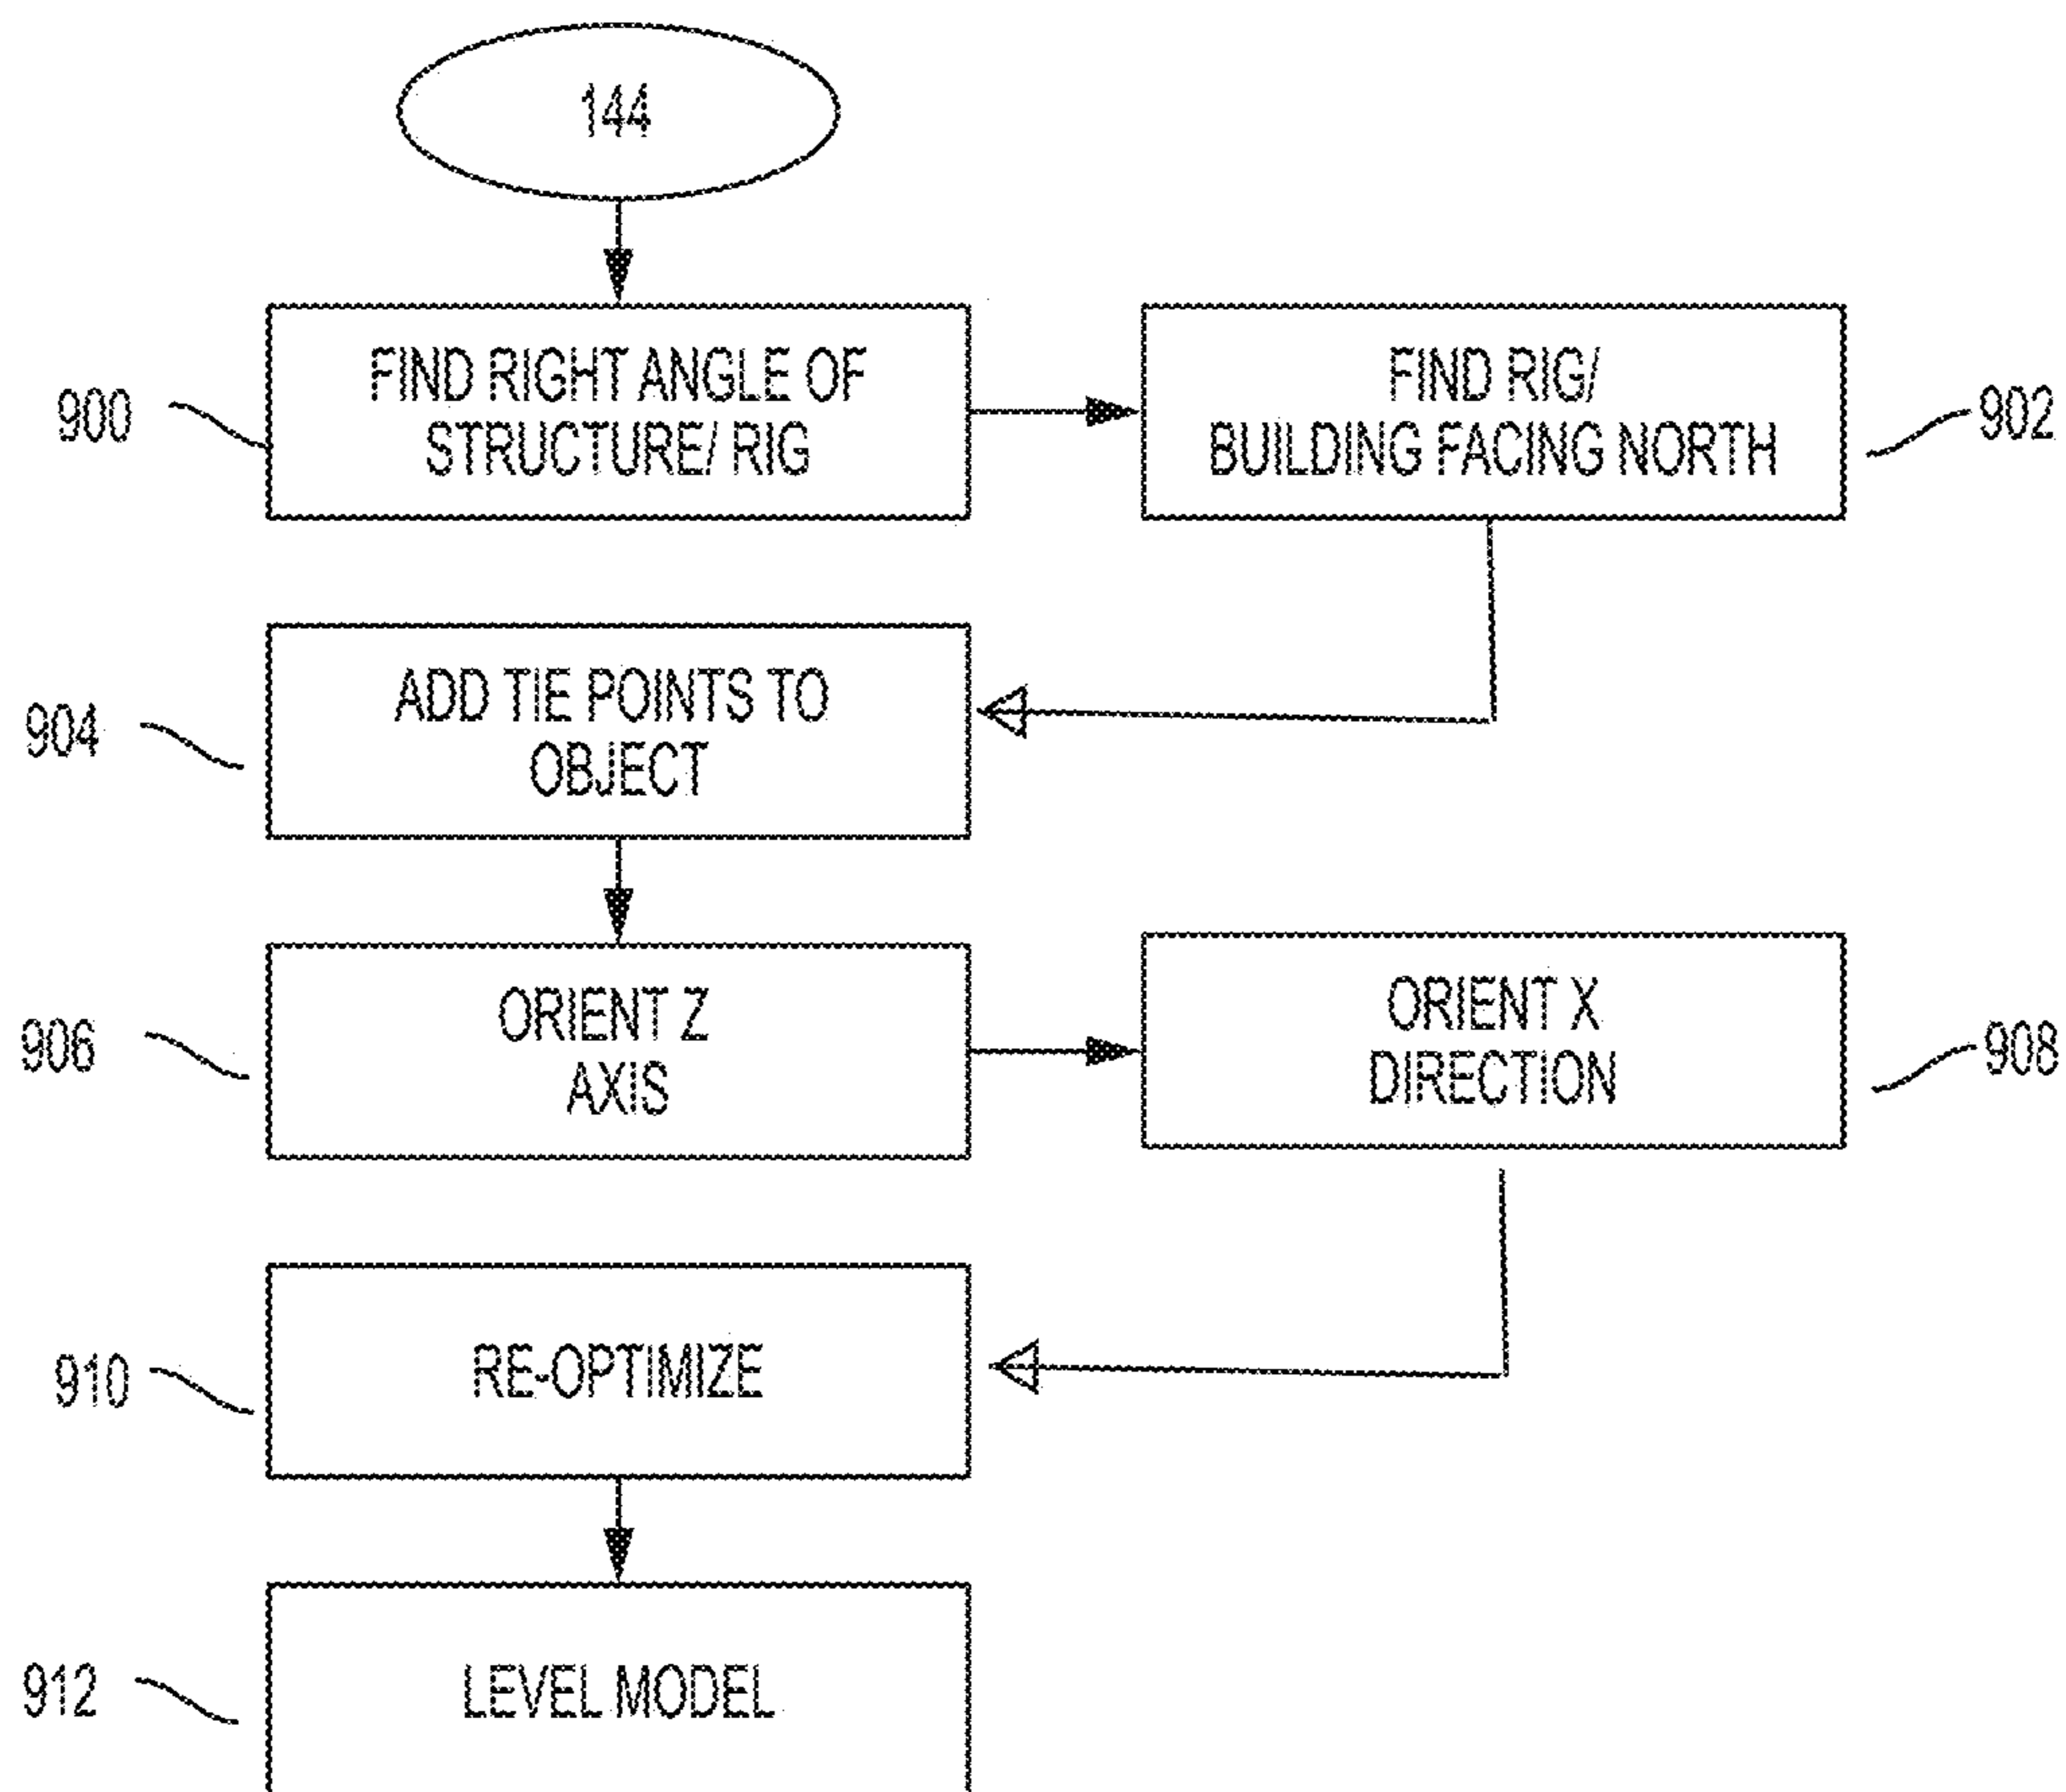 144
900
FIND RIGHT ANGLE OF
STRUCTURE/ RIG
FIND RIG/
BUILDING FACING NORTH
902
904
ADD TIE POINTS TO
OBJECT
906
ORIENT Z
AXIS
ORIENT X
DIRECTION
908
910
RE-OPTIMIZE
912
LEVEL MODEL